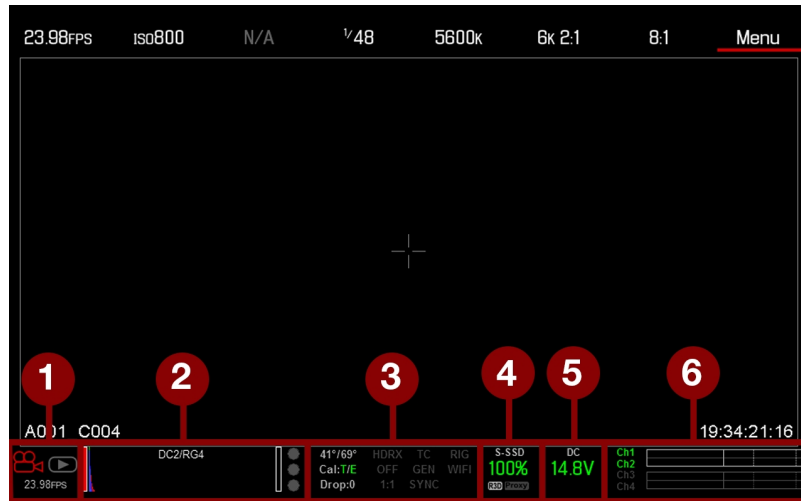 23.98FPS ISO800 N/A 1/48 5600K 6K 2:1 8:1 Menu
1 2 3 4 5 6
A001 C004 19:34:21:16
23.98FPS
DC2/RG4
41°/69° HDRX TC RIG
Cal:T/E OFF GEN WIFI
Drop:0 1:1 SYNC
S-SSD
100%
R3D Proxy
DC
14.8V
Ch1
Ch2
Ch3
Ch4